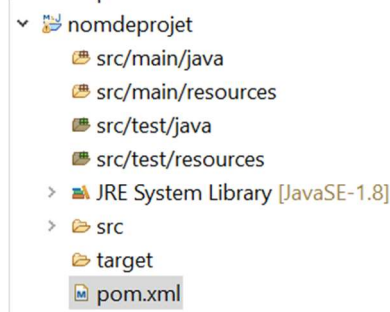 nomdeprojet
src/main/java
src/main/resources
src/test/java
src/test/resources
JRE System Library [JavaSE-1.8]
src
target
pom.xml